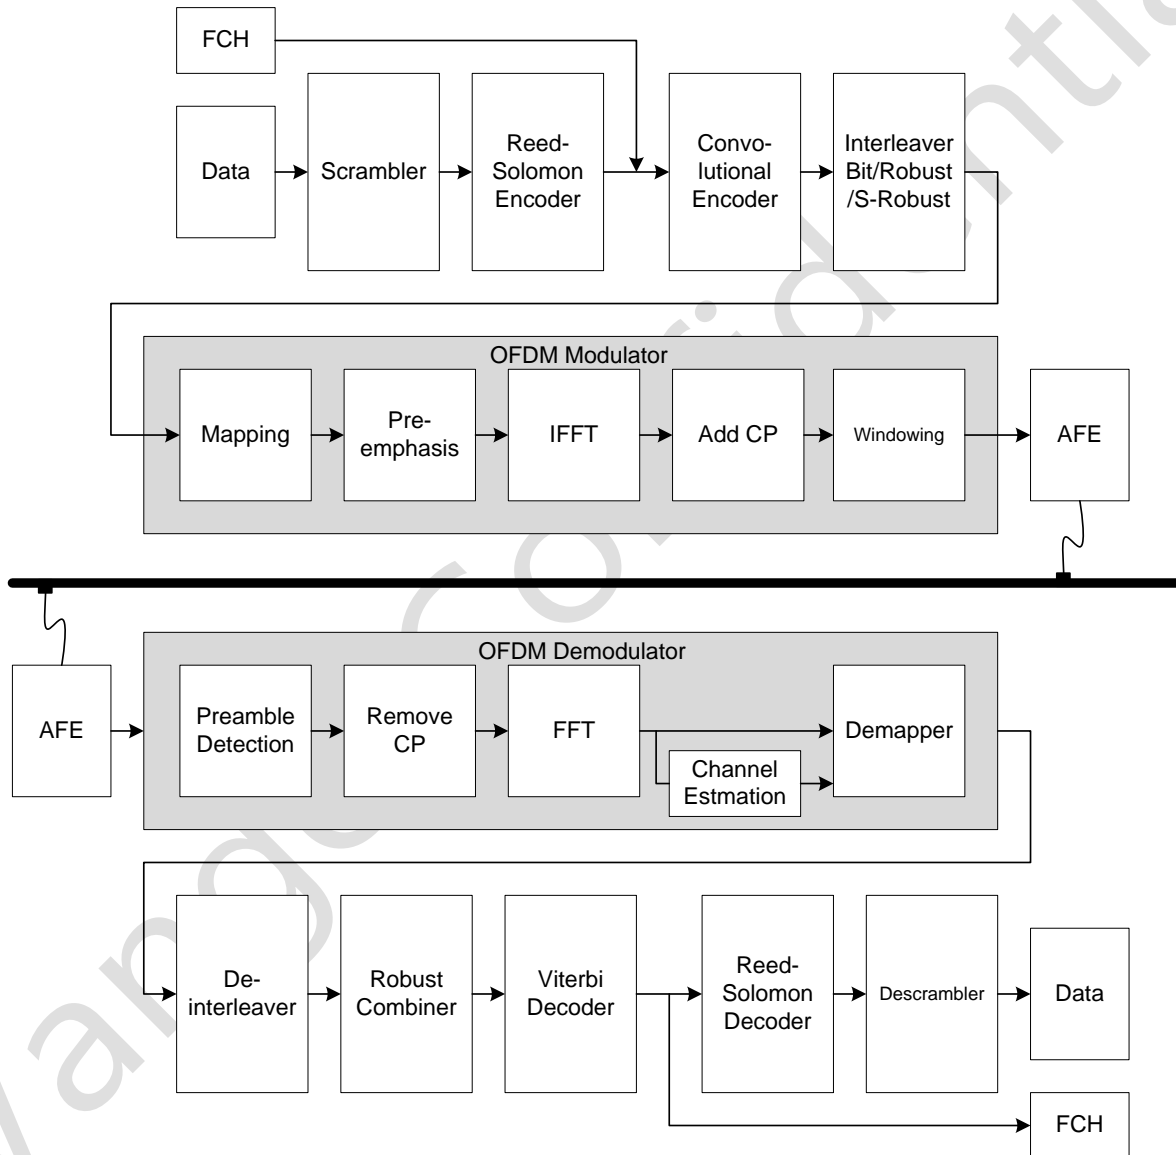 FCH
Data
Scrambler
Reed-
Solomon
Encoder
Convo-
lutional
Encoder
Interleaver
Bit/Robust
/S-Robust
OFDM Modulator
Mapping
Pre-
emphasis
IFFT
Add CP
Windowing
AFE
OFDM Demodulator
AFE
Preamble
Detection
Remove
CP
FFT
Channel
Estmation
Demapper
De-
interleaver
Robust
Combiner
Viterbi
Decoder
Reed-
Solomon
Decoder
Descrambler
Data
FCH